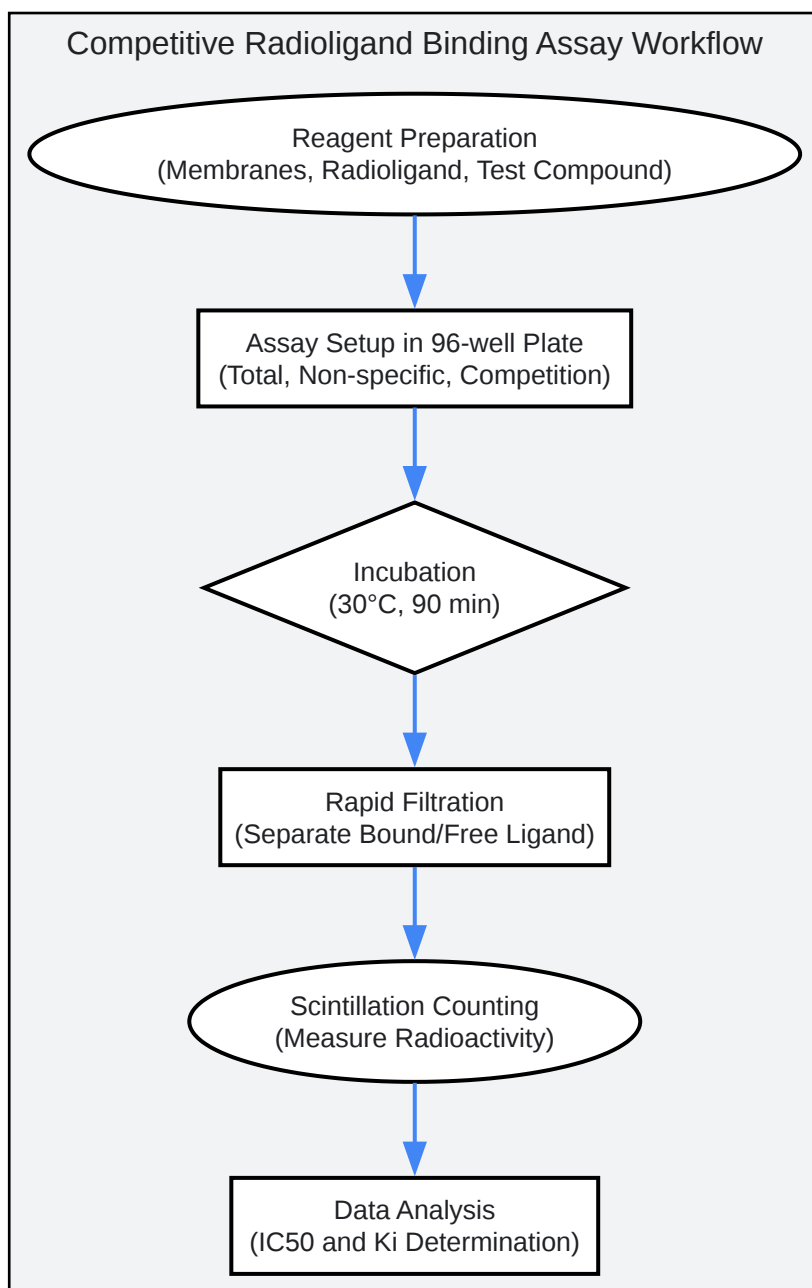 Competitive Radioligand Binding Assay Workflow
Reagent Preparation
(Membranes, Radioligand, Test Compound)
Assay Setup in 96-well Plate
(Total, Non-specific, Competition)
Incubation
(30°C, 90 min)
Rapid Filtration
(Separate Bound/Free Ligand)
Scintillation Counting
(Measure Radioactivity)
Data Analysis
(IC50 and Ki Determination)